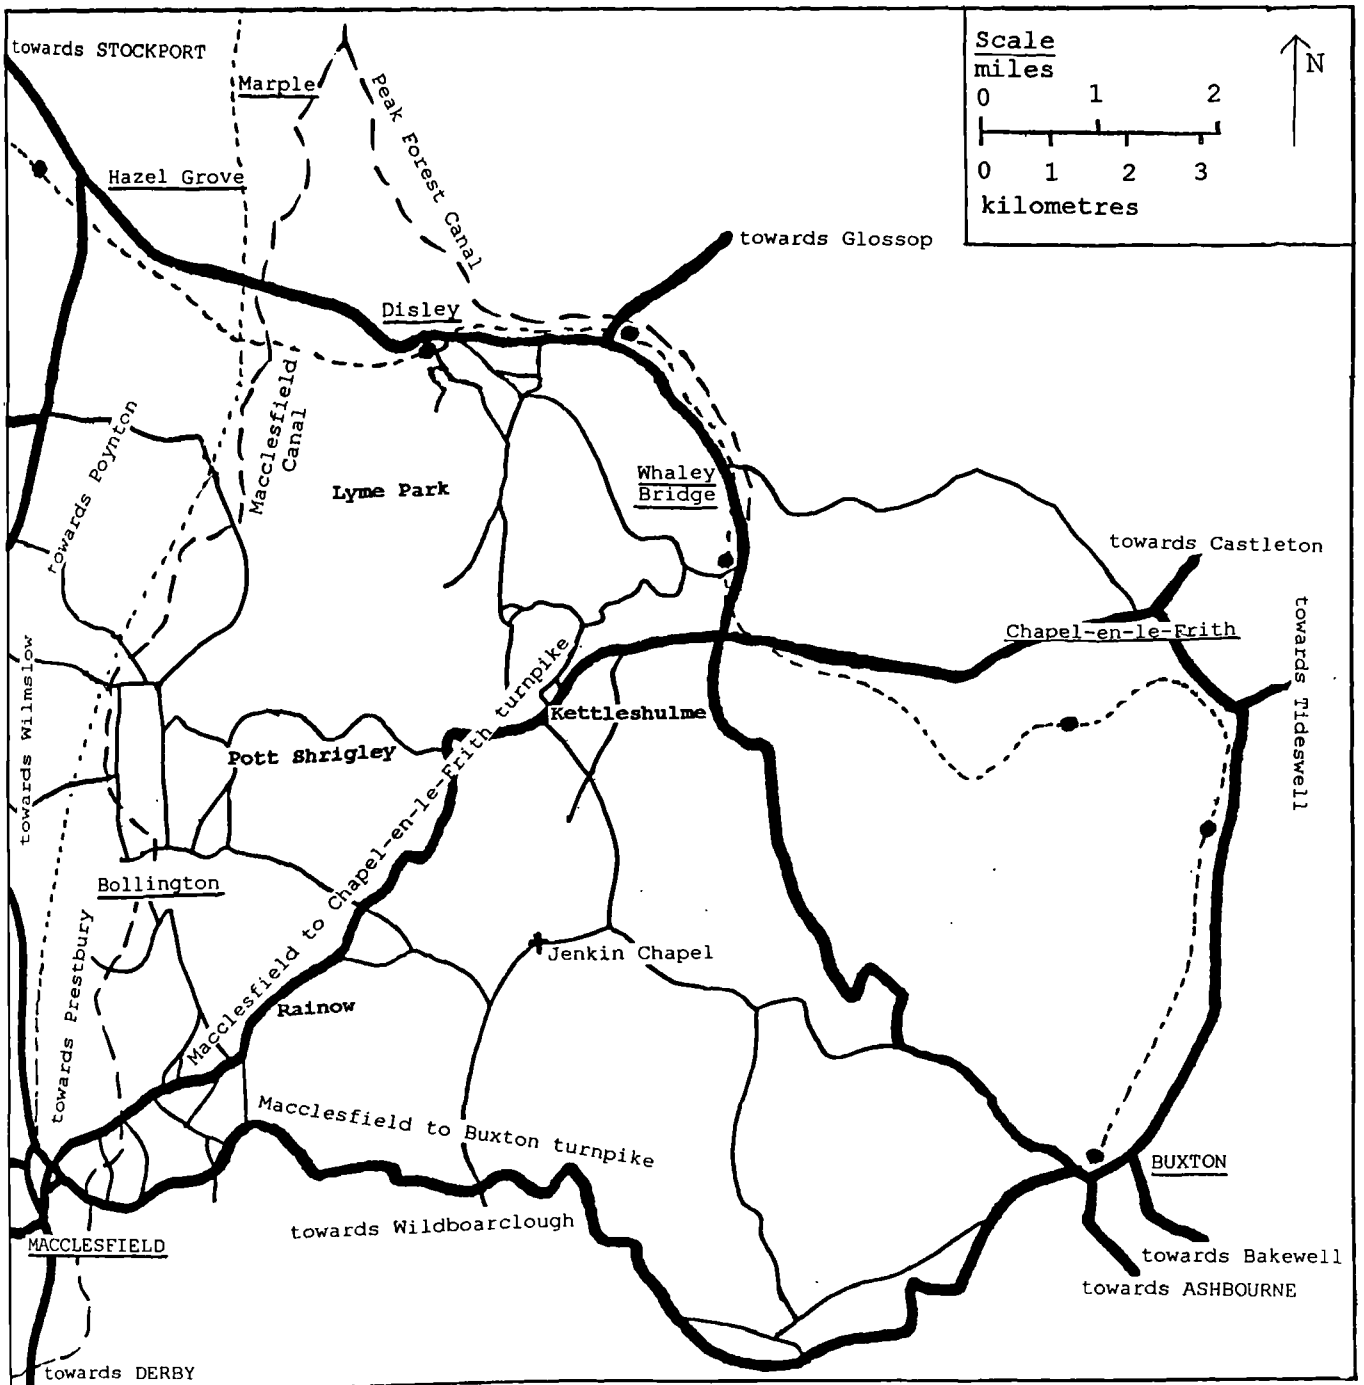 towards STOCKPORT
Marple
Peak Forest Canal
Scale
miles
0 1 2
0 1 2 3
kilometres
N
Hazel Grove
towards Glossop
Disley
Macclesfield
Canal
towards Poynton
Lyme Park
Whaley
Bridge
towards Castleton
Chapel-en-le-Frith
towards Tideswell
towards Wilmslow
Macclesfield to Chapel-en-le-Frith turnpike
Kettleshulme
Pott Shrigley
Bollington
towards Prestbury
Jenkin Chapel
Rainow
Macclesfield to Buxton turnpike
BUXTON
towards Wildboarclough
MACCLESFIELD
towards Bakewell
towards ASHBOURNE
towards DERBY